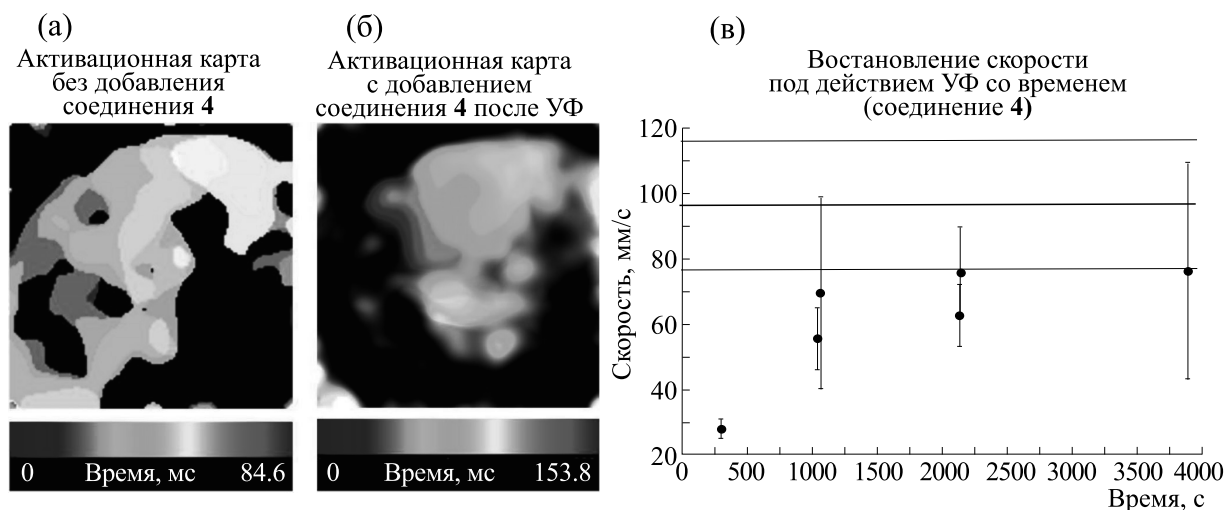 (а)
Активационная карта
без добавления
соединения 4
0 Время, мс 84.6
(б)
Активационная карта
с добавлением
соединения 4 после УФ
0 Время, мс 153.8
(в)
Востановление скорости
под действием УФ со временем
(соединение 4)
Скорость, мм/с
120
100
80
60
40
20
0 500 1000 1500 2000 2500 3000 3500 4000
Время, с